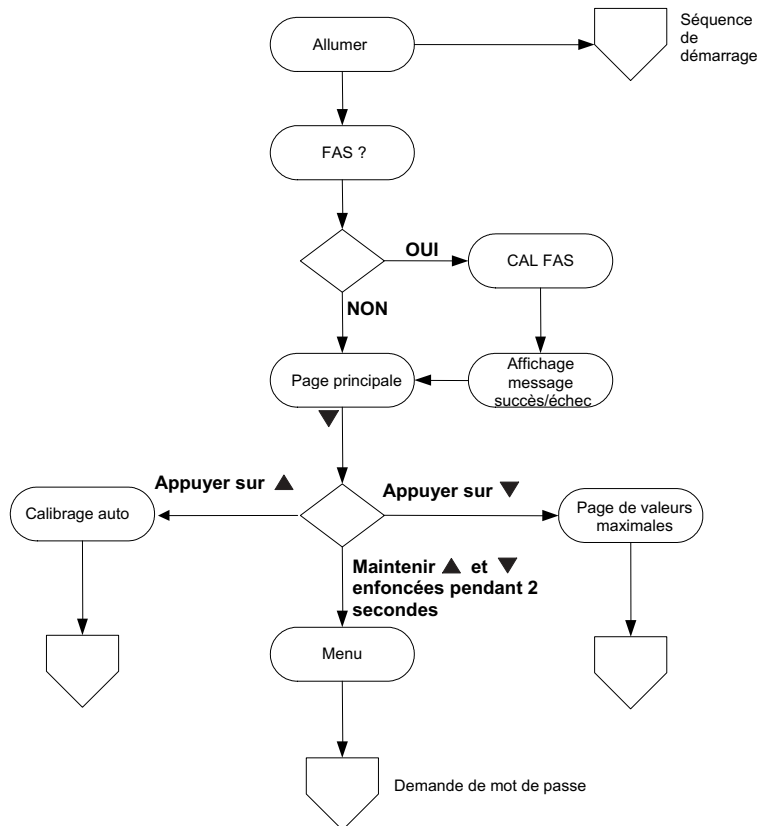 Allumer
Séquence
de
démarrage
FAS ?
OUI
CAL FAS
NON
Page principale
Affichage
message
succès/échec
▼
Appuyer sur ▲
Appuyer sur ▼
Calibrage auto
Page de valeurs
maximales
Maintenir ▲ et ▼
enfoncées pendant 2
secondes
Menu
Demande de mot de passe